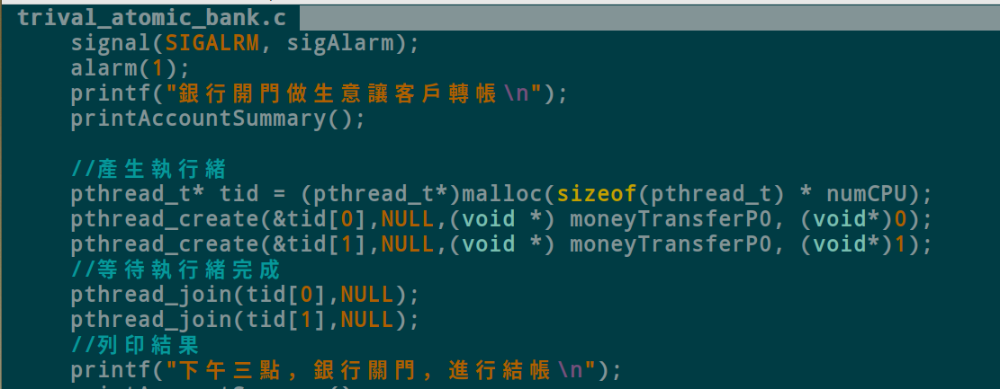 trival_atomic_bank.c
signal(SIGALRM, sigAlarm);
alarm(1);
printf("銀行開門做生意讓客戶轉帳\n");
printAccountSummary();
//產生執行緒
pthread_t* tid = (pthread_t*)malloc(sizeof(pthread_t) * numCPU);
pthread_create(&tid[0],NULL,(void *) moneyTransferP0, (void*)0);
pthread_create(&tid[1],NULL,(void *) moneyTransferP0, (void*)1);
//等待執行緒完成
pthread_join(tid[0],NULL);
pthread_join(tid[1],NULL);
//列印結果
printf("下午三點，銀行關門，進行結帳\n");